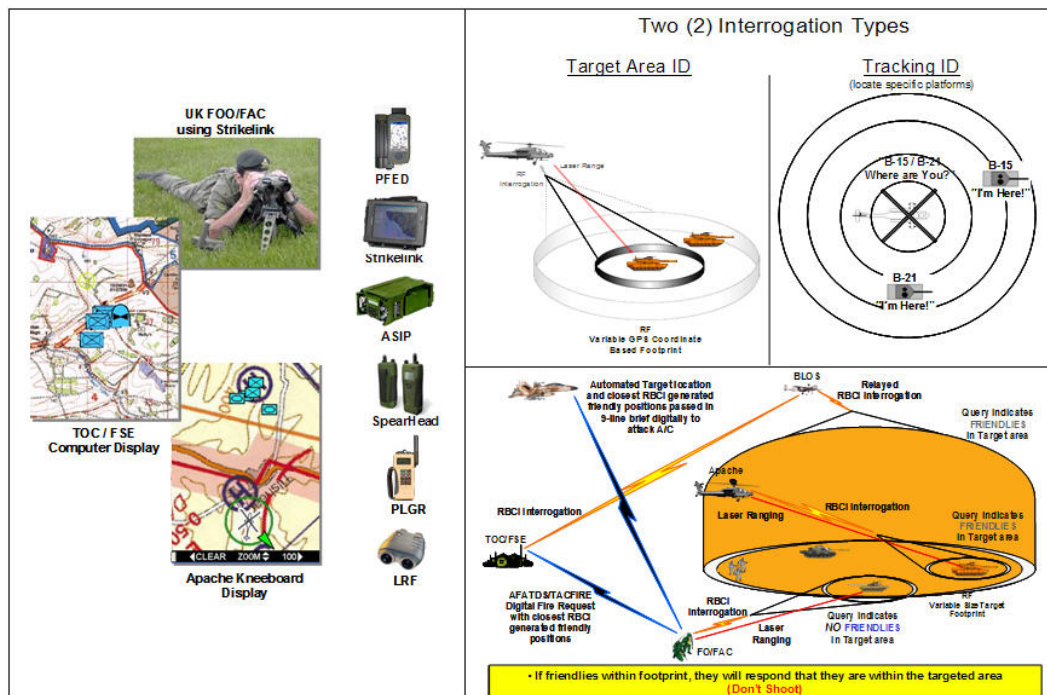 UK FOO/FAC
using Strikelink
PFED
Strikelink
ASIP
SpearHead
PLGR
LRF
TOC / FSE
Computer Display
4
CLEAR ZOOM 100
Apache Kneeboard
Display
Two (2) Interrogation Types
Target Area ID
Laser Range
RF
Interrogation
RF
Variable GPS Coordinate
Based Footprint
Tracking ID
(locate specific platforms)
"B-15 / B-21
Where are You?"
B-15
"I'm Here!"
B-21
"I'm Here!"
Automated Target location
and closest RBCI generated
friendly positions passed in
9-line brief digitally to
attack A/C
BLOS
Relayed
RBCI Interrogation
Query indicates
FRIENDLIES
In Target area
Apache
RBCI Interrogation
Laser Ranging
RBCI Interrogation
Query indicates
FRIENDLIES
In Target area
TOC/FSE
AFATDS/TACFIRE
Digital Fire Request
with closest RBCI
generated friendly
positions
RBCI
Interrogation
Laser
Ranging
FO/FAC
Query indicates
NO FRIENDLIES
In Target area
RF
Variable Size Target
Footprint
• If friendlies within footprint, they will respond that they are within the targeted area
(Don't Shoot)